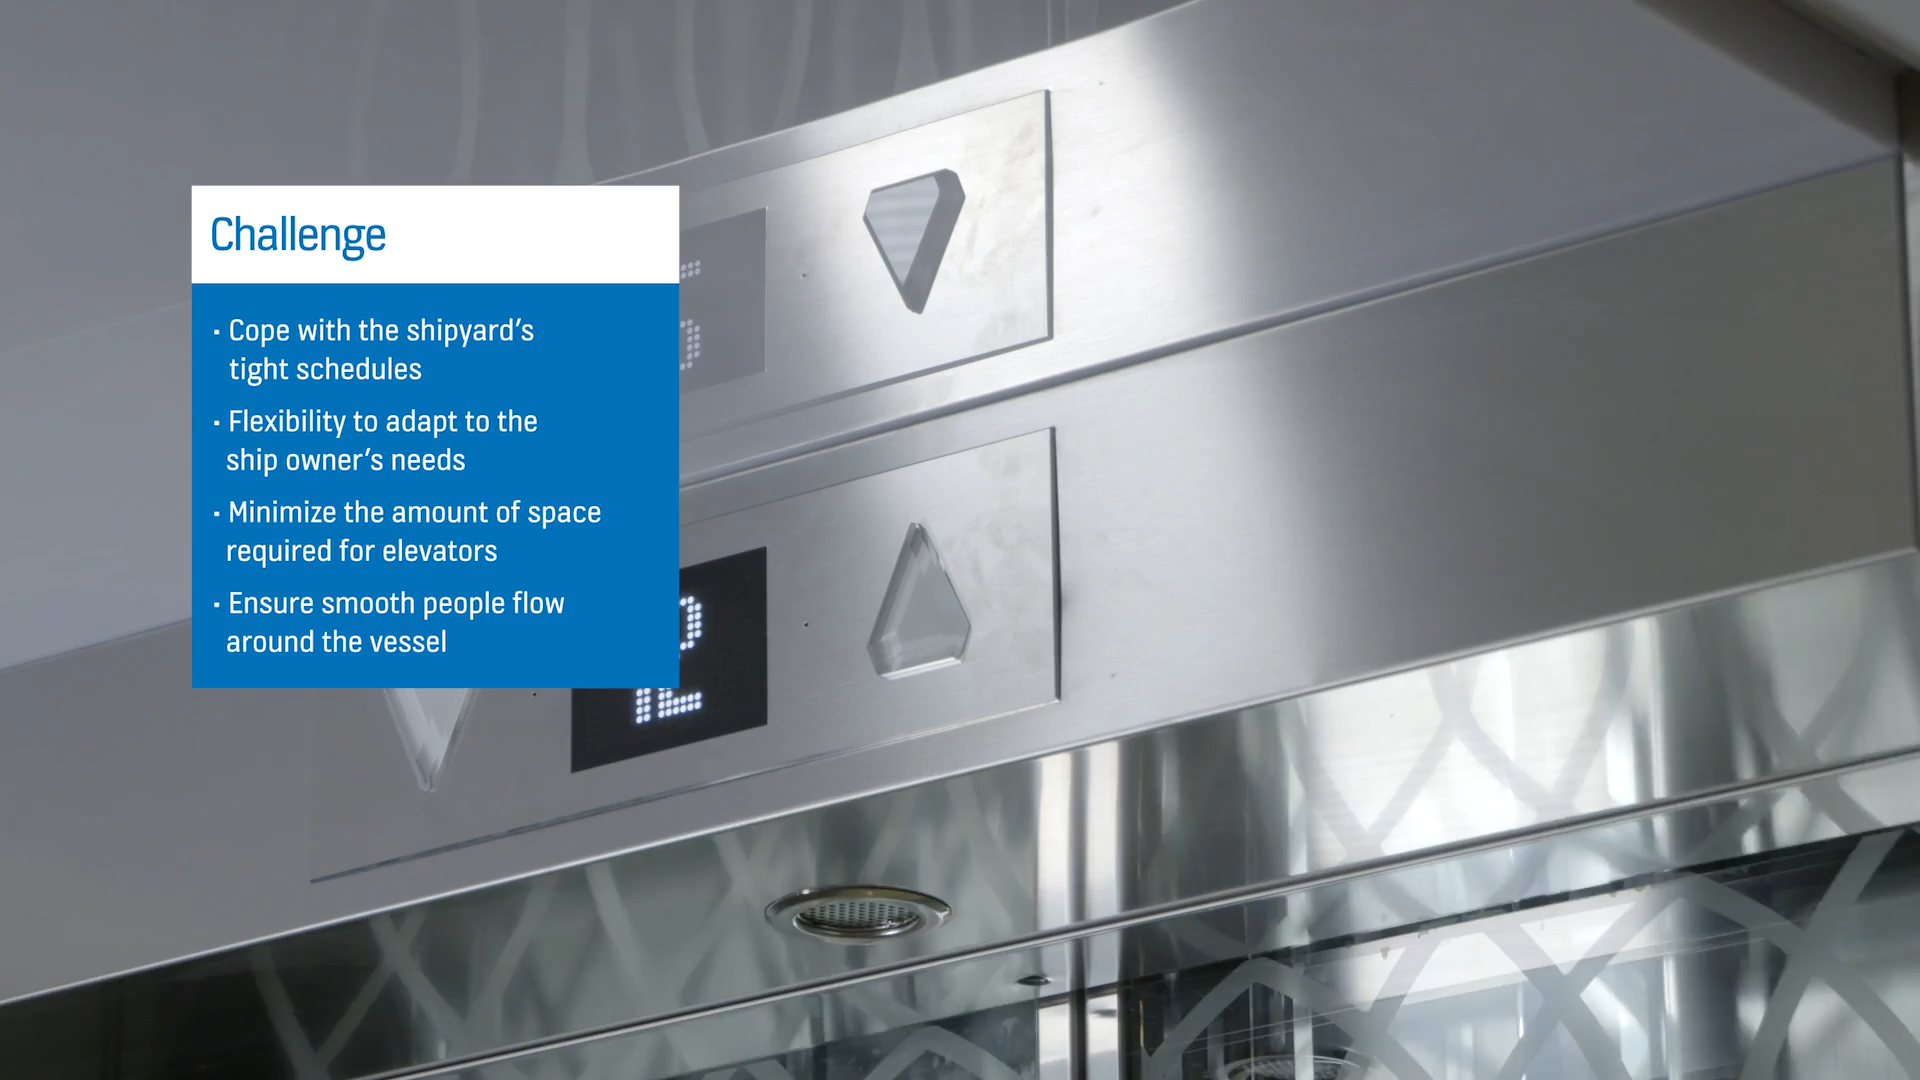 Challenge
· Cope with the shipyard's
tight schedules
· Flexibility to adapt to the
ship owner's needs
· Minimize the amount of space
required for elevators
· Ensure smooth people flow
around the vessel